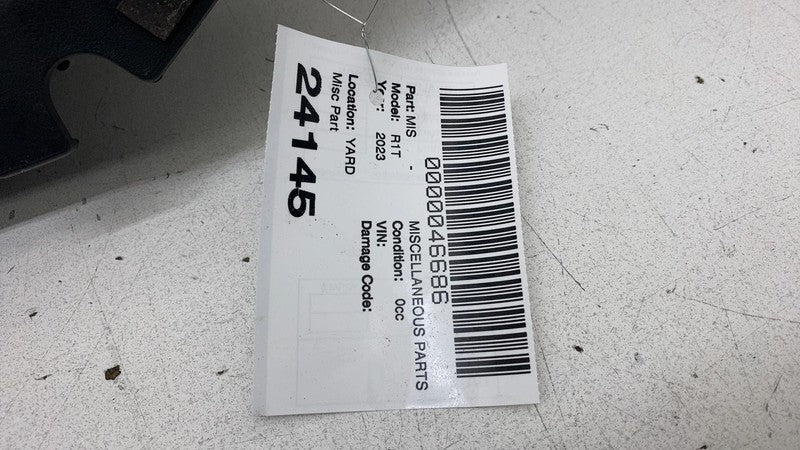 0000046686
Part: MIS - MISCELLANEOUS PARTS
Model: R1T Condition: 0cc
Year: 2023 VIN:
Damage Code:
Location: YARD
Misc Part
24145